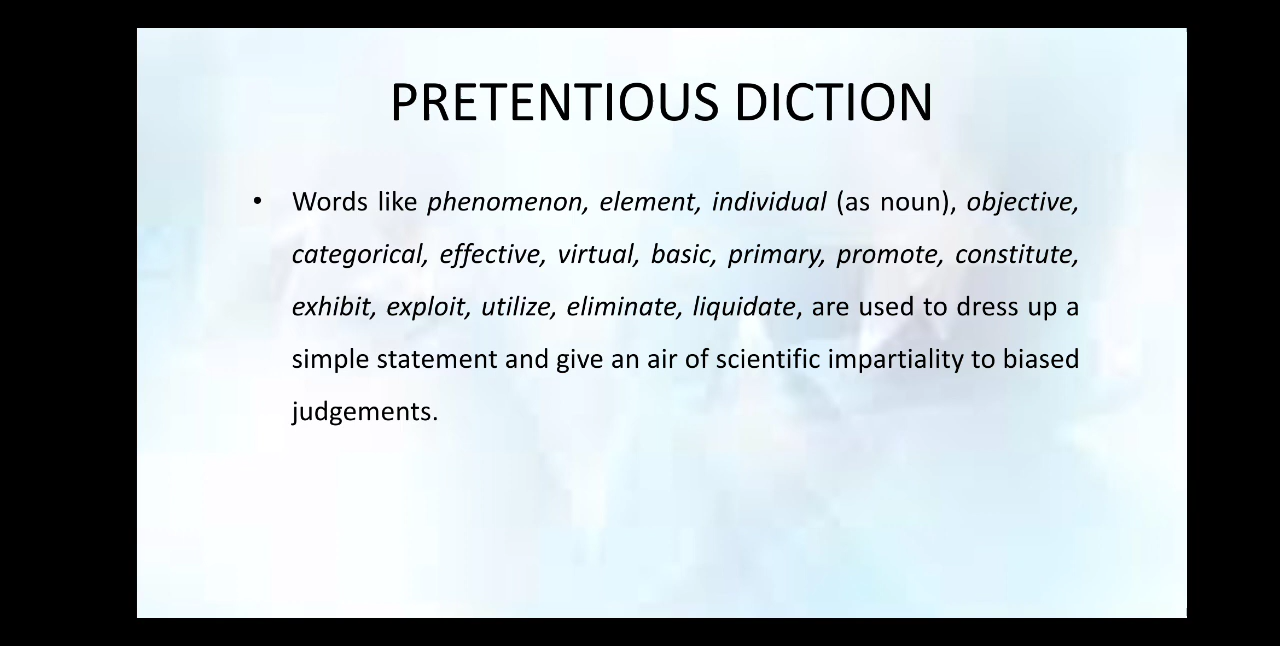 PRETENTIOUS DICTION
• Words like phenomenon, element, individual (as noun), objective,
categorical, effective, virtual, basic, primary, promote, constitute,
exhibit, exploit, utilize, eliminate, liquidate, are used to dress up a
simple statement and give an air of scientific impartiality to biased
judgements.